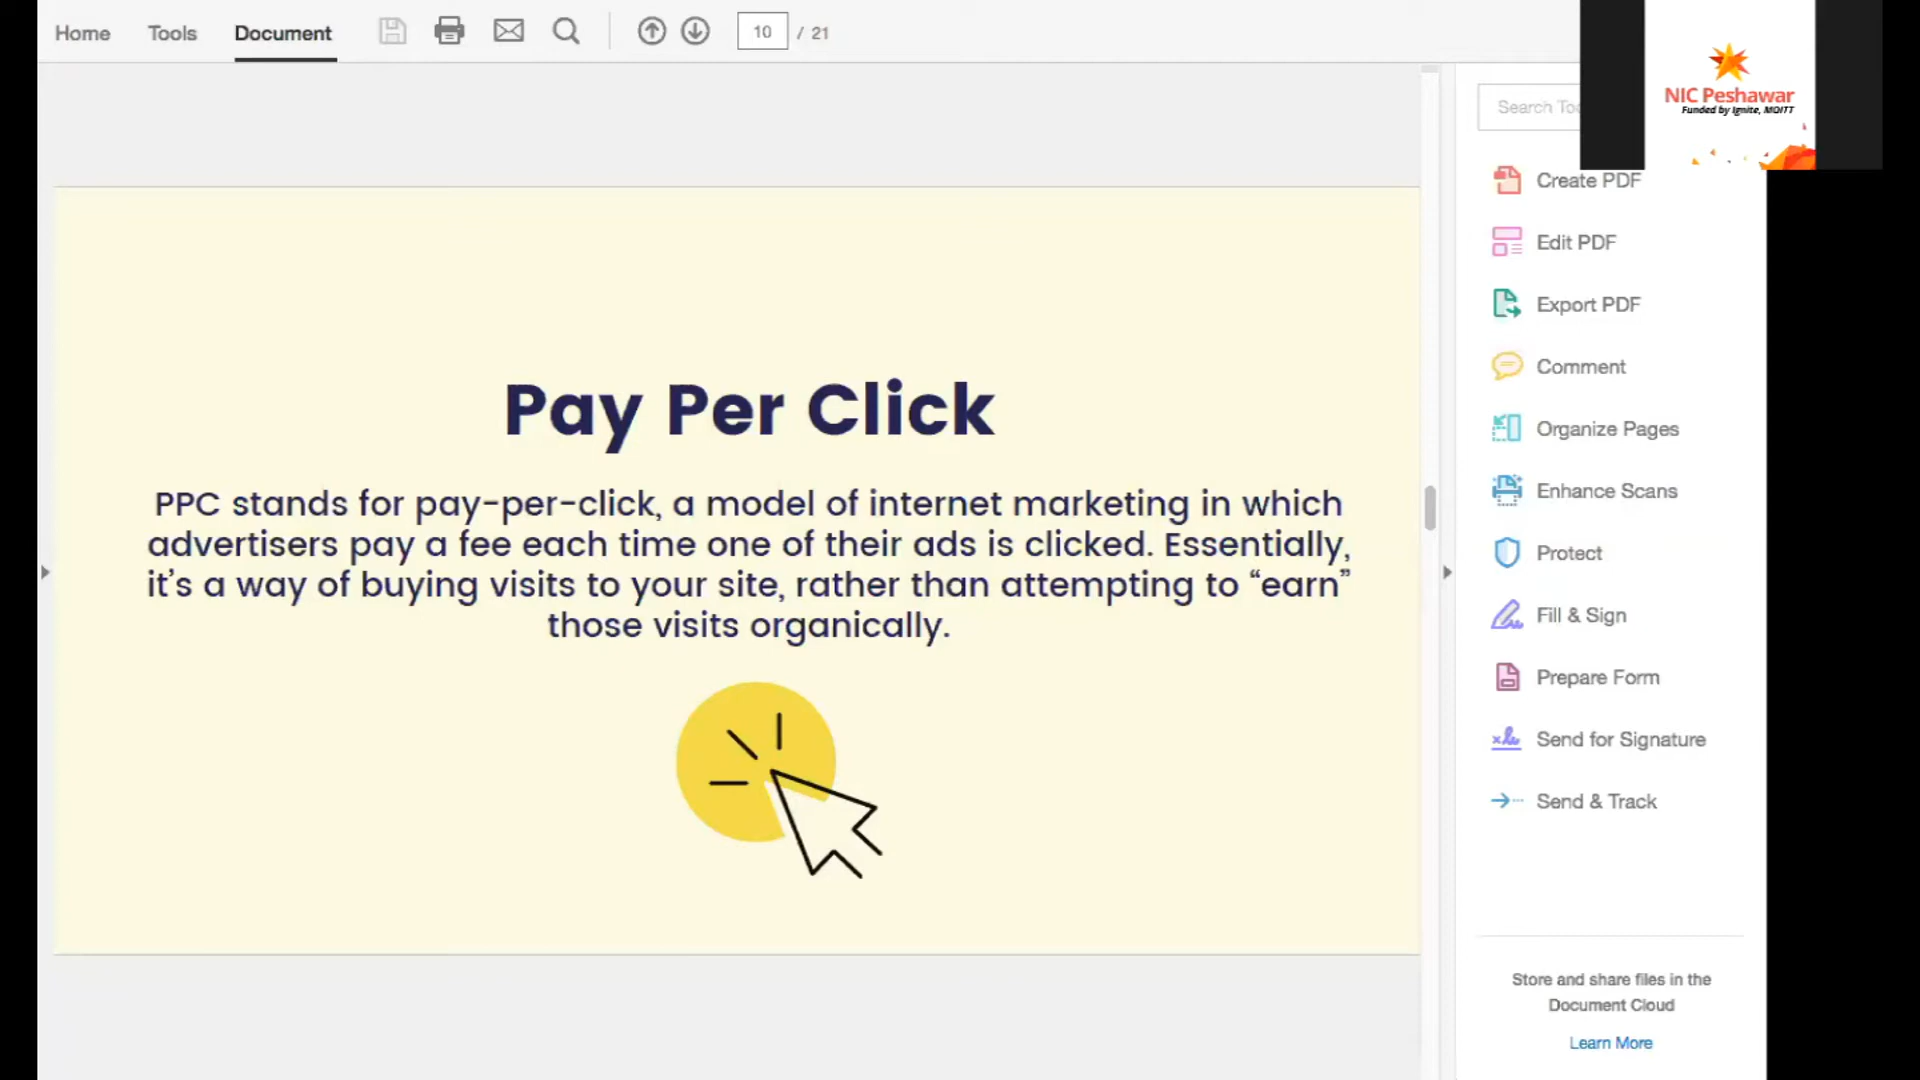 Home Tools Document 10 / 21
NIC Peshawar
Funded by Ignite, MOITT
Search Too
Create PDF
Edit PDF
Export PDF
Comment
Organize Pages
Enhance Scans
Protect
Fill & Sign
Prepare Form
Send for Signature
Send & Track
Store and share files in the
Document Cloud
Learn More
Pay Per Click
PPC stands for pay-per-click, a model of internet marketing in which
advertisers pay a fee each time one of their ads is clicked. Essentially,
it's a way of buying visits to your site, rather than attempting to “earn”
those visits organically.